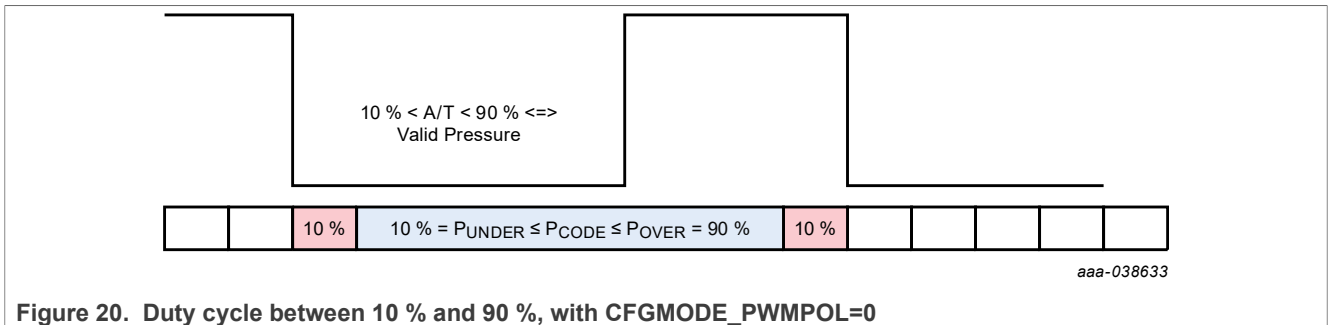 10 % < A/T < 90 % <=>
Valid Pressure
10 % 10 % = PUNDER ≤ PCODE ≤ POVER = 90 % 10 %
aaa-038633
Figure 20. Duty cycle between 10 % and 90 %, with CFGMODE_PWMPOL=0